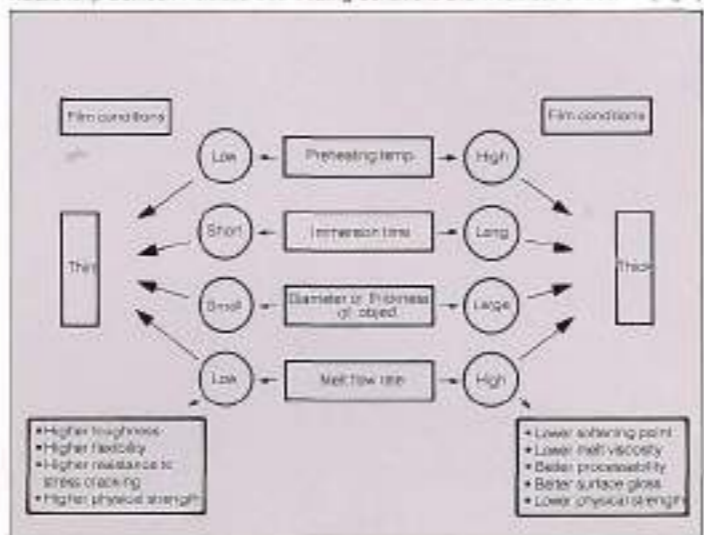 Film conditions
Film conditions
Low
Preheating temp.
High
Short
Immersion time
Long
Thin
Thick
Small
Diameter or thickness
of object
Large
Low
Melt flow rate
High
• Higher toughness
• Higher flexibility
• Higher resistance to
stress cracking
• Higher physical strength
• Lower softening point
• Lower melt viscosity
• Better processability
• Better surface gloss
• Lower physical strength